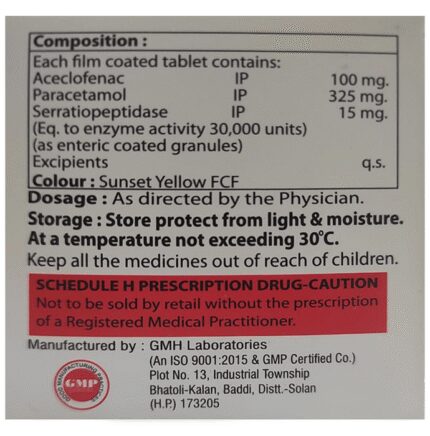 Composition :
Each film coated tablet contains:
Aceclofenac IP 100 mg.
Paracetamol IP 325 mg.
Serratiopeptidase IP 15 mg.
(Eq. to enzyme activity 30,000 units)
(as enteric coated granules)
Excipients q.s.
Colour : Sunset Yellow FCF
Dosage : As directed by the Physician.
Storage : Store protect from light & moisture.
At a temperature not exceeding 30°C.
Keep all the medicines out of reach of children.
SCHEDULE H PRESCRIPTION DRUG-CAUTION
Not to be sold by retail without the prescription
of a Registered Medical Practitioner.
Manufactured by : GMH Laboratories
(An ISO 9001:2015 & GMP Certified Co.)
Plot No. 13, Industrial Township
Bhatoli-Kalan, Baddi, Distt.-Solan
(H.P.) 173205
GOOD MANUFACTURING PRACTICE
GMP